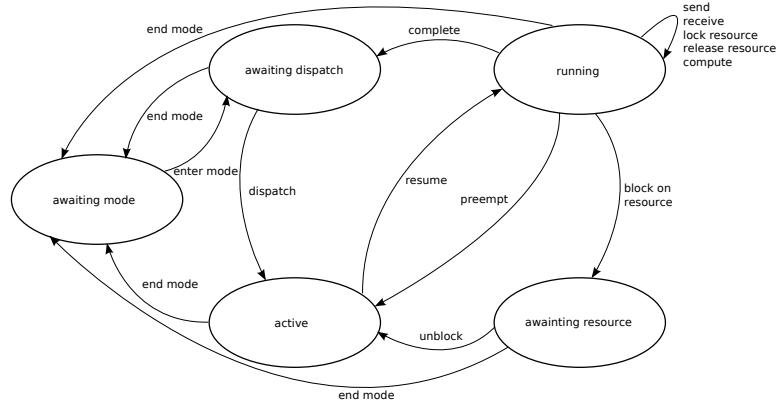 send
receive
lock resource
release resource
compute
end mode
complete
awaiting dispatch
running
end mode
enter mode
resume
dispatch
block on
resource
preempt
awaiting mode
end mode
active
awainting resource
unblock
end mode